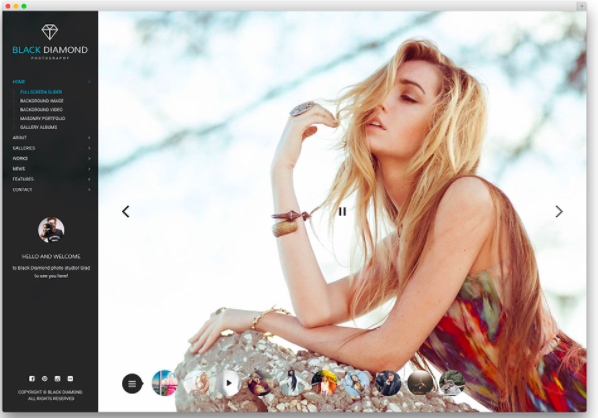 BLACK DIAMOND
PHOTOGRAPHY
HOME
FULLSCREEN SLIDER
BACKGROUND IMAGE
BACKGROUND VIDEO
MASONRY PORTFOLIO
GALLERY ALBUMS
ABOUT
GALLERIES
WORKS
NEWS
FEATURES
CONTACT
HELLO AND WELCOME
to Black Diamond photo studio! Glad
to see you here!
COPYRIGHT © BLACK DIAMOND.
ALL RIGHTS RESERVED